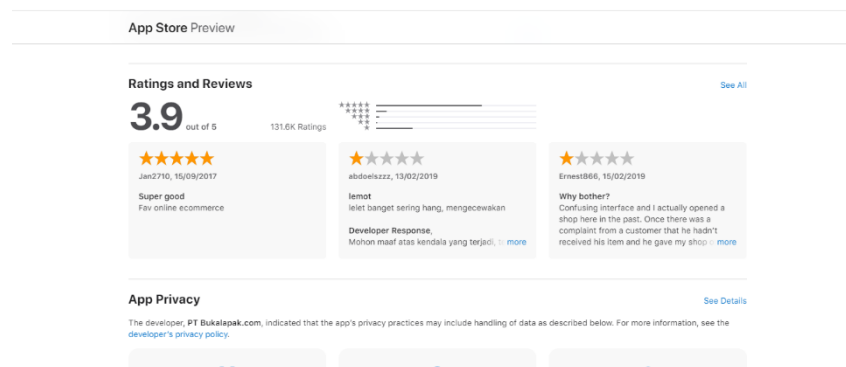 App Store Preview
Ratings and Reviews
See All
3.9 out of 5
131.6K Ratings
Jan2710, 15/09/2017
Super good
Fav online ecommerce
abdoelszzz, 13/02/2019
lemot
lelet banget sering hang, mengecewakan
Developer Response,
Mohon maaf atas kendala yang terjadi, more
Ernest866, 15/02/2019
Why bother?
Confusing interface and I actually opened a
shop here in the past. Once there was a
complaint from a customer that he hadn't
received his item and he gave my shop more
App Privacy
See Details
The developer, PT Bukalapak.com, indicated that the app's privacy practices may include handling of data as described below. For more information, see the
developer's privacy policy.